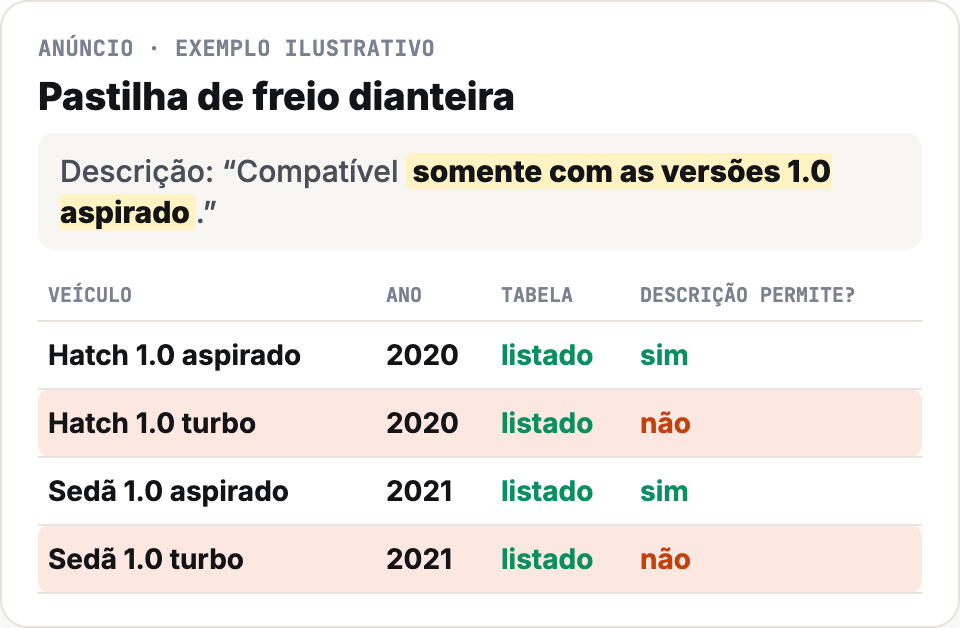 ANÚNCIO · EXEMPLO ILUSTRATIVO
Pastilha de freio dianteira
Descrição: “Compatível somente com as versões 1.0
aspirado.”
VEÍCULO ANO TABELA DESCRIÇÃO PERMITE?
Hatch 1.0 aspirado 2020 listado sim
Hatch 1.0 turbo 2020 listado não
Sedã 1.0 aspirado 2021 listado sim
Sedã 1.0 turbo 2021 listado não